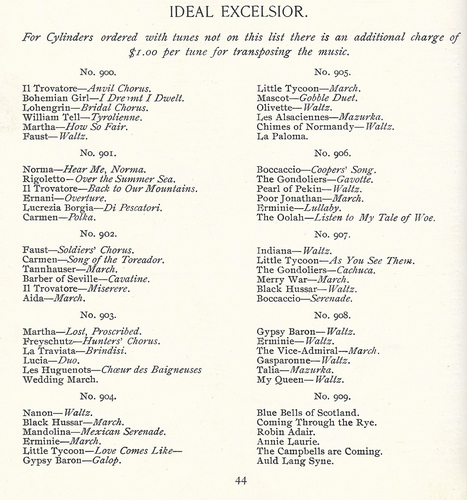 IDEAL EXCELSIOR.
For Cylinders ordered with tunes not on this list there is an additional charge of
$1.00 per tune for transposing the music.
No. 900.
Il Trovatore—Anvil Chorus.
Bohemian Girl—I Dreamt I Dwelt.
Lohengrin—Bridal Chorus.
William Tell—Tyrolienne.
Martha—How So Fair.
Faust—Waltz.
No. 901.
Norma—Hear Me, Norma.
Rigoletto—Over the Summer Sea.
Il Trovatore—Back to Our Mountains.
Ernani—Overture.
Lucrezia Borgia—Di Pescatori.
Carmen—Polka.
No. 902.
Faust—Soldiers' Chorus.
Carmen—Song of the Toreador.
Tannhauser—March.
Barber of Seville—Cavatine.
Il Trovatore—Miserere.
Aida—March.
No. 903.
Martha—Lost, Proscribed.
Freyschutz—Hunters' Chorus.
La Traviata—Brindisi.
Lucia—Duo.
Les Huguenots—Chœur des Baigneuses
Wedding March.
No. 904.
Nanon—Waltz.
Black Hussar—March.
Mandolina—Mexican Serenade.
Erminie—March.
Little Tycoon—Love Comes Like—
Gypsy Baron—Galop.
No. 905.
Little Tycoon—March.
Mascot—Gobble Duet.
Olivette—Waltz.
Les Alsaciennes—Mazurka.
Chimes of Normandy—Waltz.
La Paloma.
No. 906.
Boccaccio—Coopers' Song.
The Gondoliers—Gavotte.
Pearl of Pekin—Waltz.
Poor Jonathan—March.
Erminie—Lullaby.
The Oolah—Listen to My Tale of Woe.
No. 907.
Indiana—Waltz.
Little Tycoon—As You See Them.
The Gondoliers—Cachuca.
Merry War—March.
Black Hussar—Waltz.
Boccaccio—Serenade.
No. 908.
Gypsy Baron—Waltz.
Erminie—Waltz.
The Vice-Admiral—March.
Gasparonne—Waltz.
Talia—Mazurka.
My Queen—Waltz.
No. 909.
Blue Bells of Scotland.
Coming Through the Rye.
Robin Adair.
Annie Laurie.
The Campbells are Coming.
Auld Lang Syne.
44